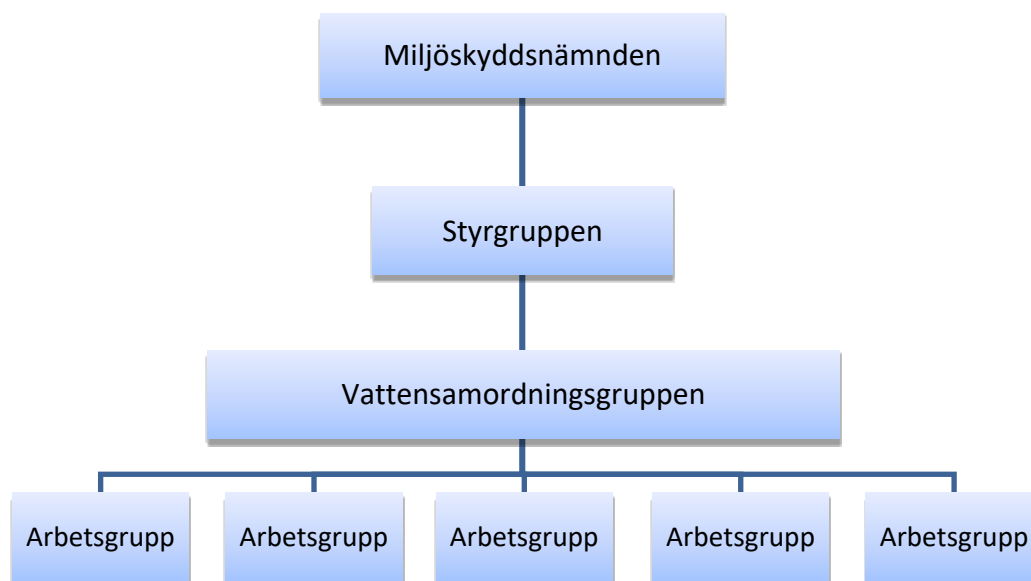 Miljöskyddsnämnden
Styrgruppen
Vattensamordningsgruppen
Arbetsgrupp
Arbetsgrupp
Arbetsgrupp
Arbetsgrupp
Arbetsgrupp